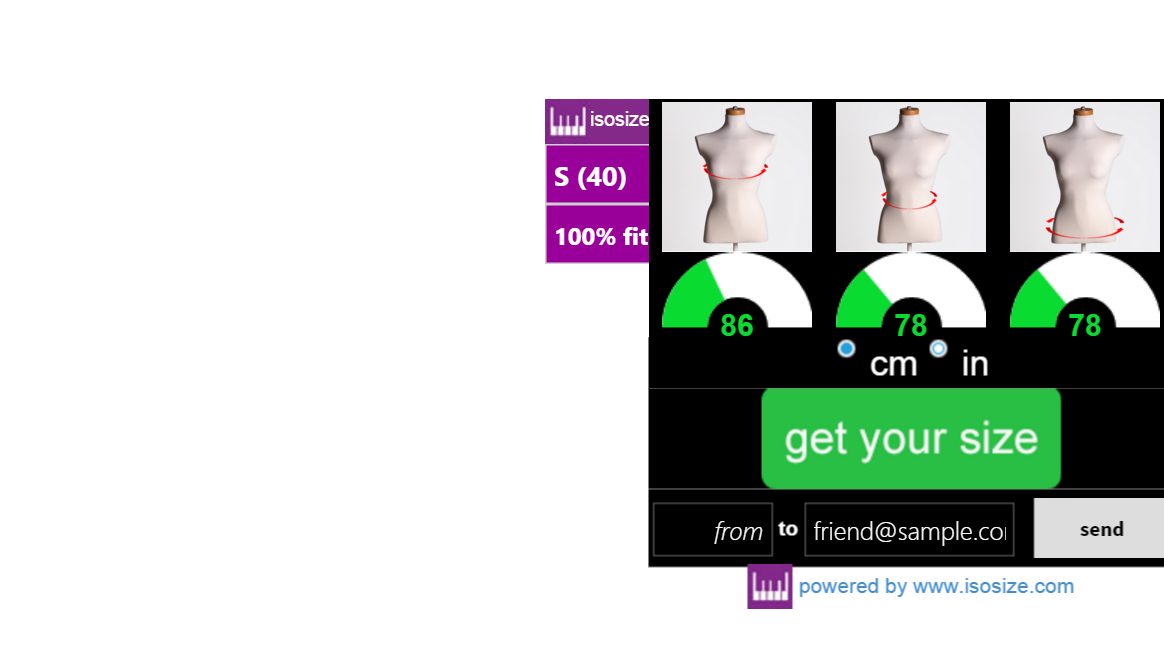 isosize
S (40)
100% fit
86 78 78
cm in
get your size
from to friend@sample.co send
powered by www.isosize.com